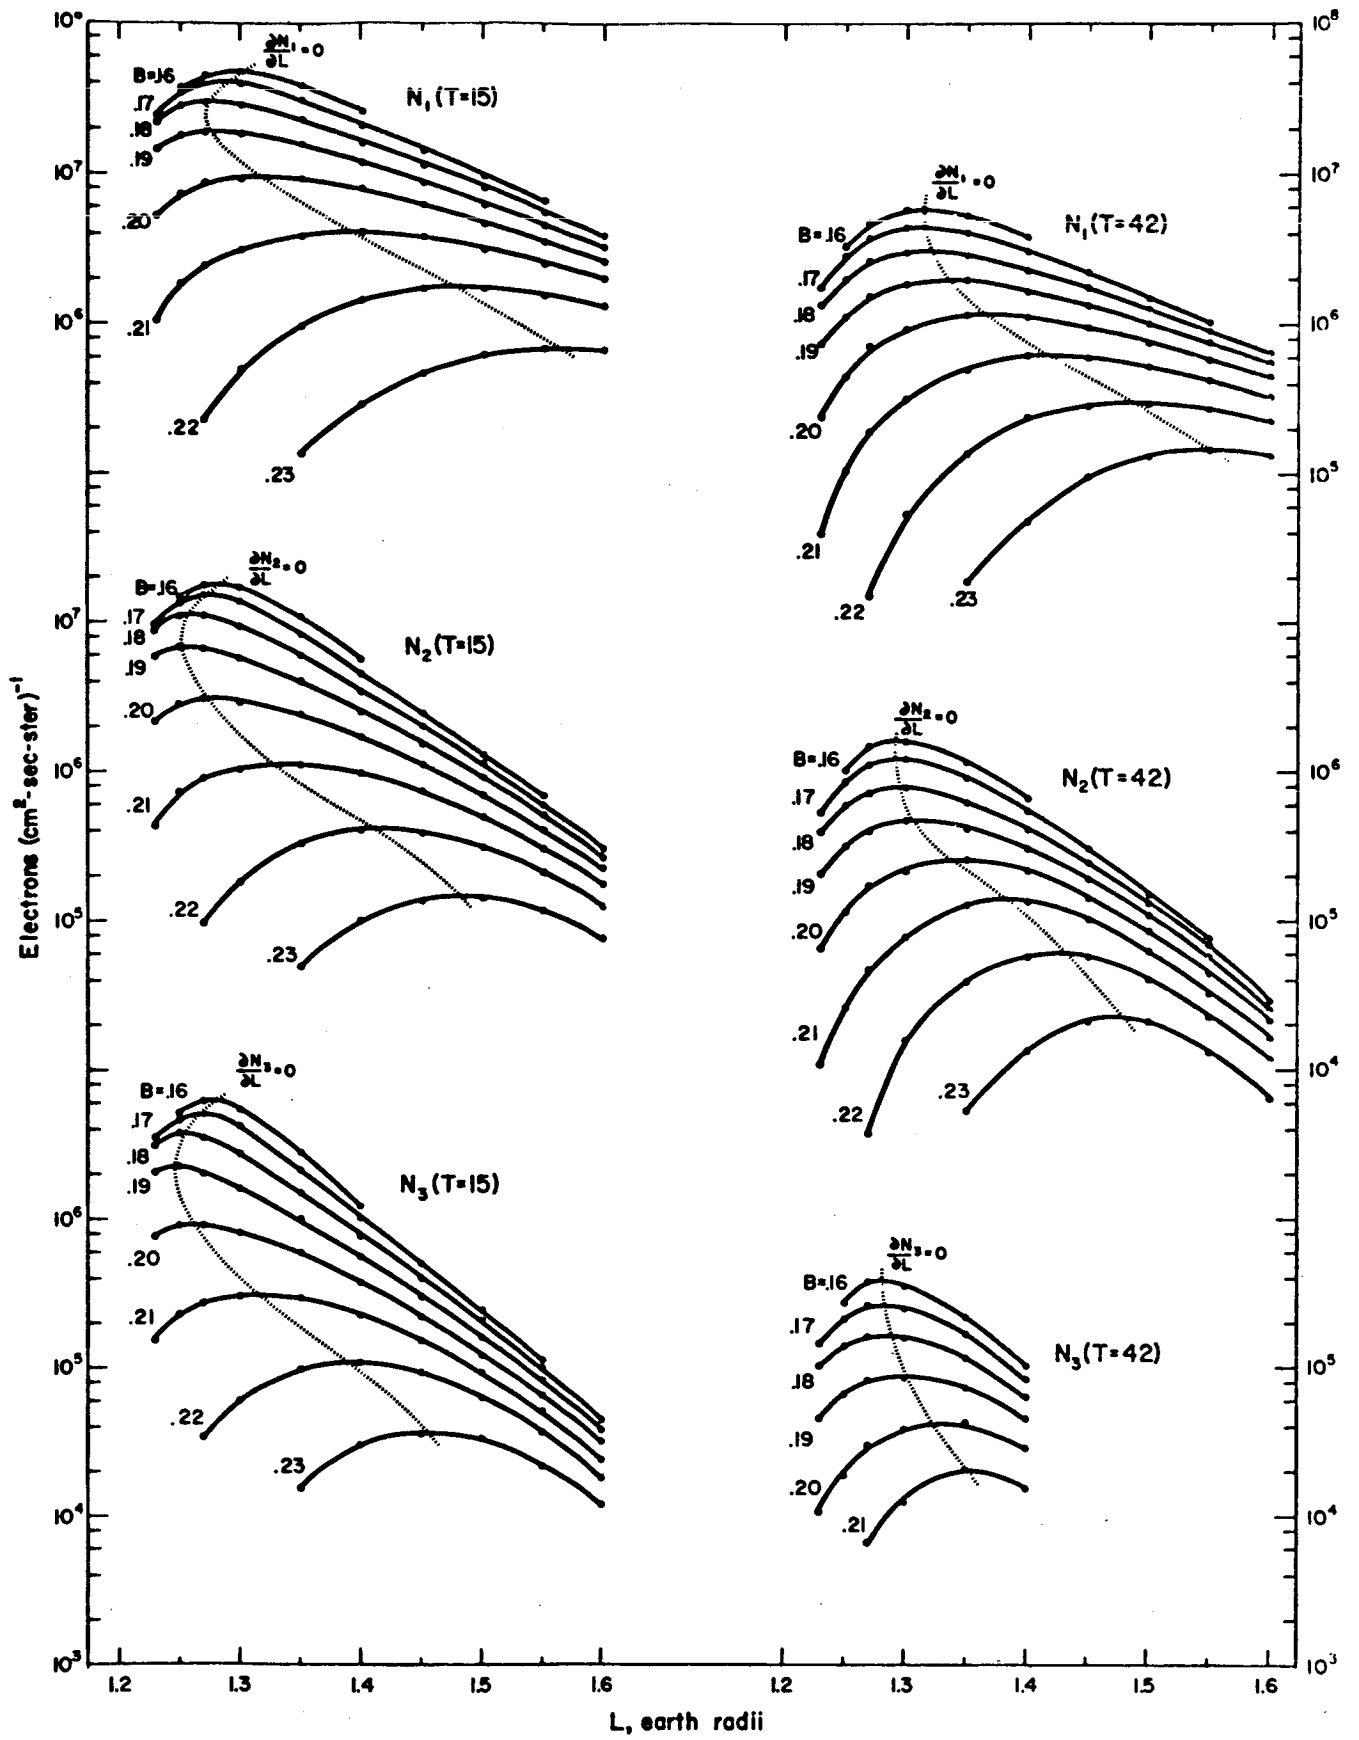 10⁸
10⁷
10⁶
10⁷
10⁶
10⁵
10⁶
10⁵
10⁴
10³
Electrons (cm²-sec-ster)⁻¹
∂N₁/∂L=0
B=.16
.17
.18
.19
.20
.21
.22
.23
N₁(T=15)
∂N₂/∂L=0
B=.16
.17
.18
.19
.20
.21
.22
.23
N₂(T=15)
∂N₃/∂L=0
B=.16
.17
.18
.19
.20
.21
.22
.23
N₃(T=15)
∂N₁/∂L=0
B=.16
.17
.18
.19
.20
.21
.22
.23
N₁(T=42)
∂N₂/∂L=0
B=.16
.17
.18
.19
.20
.21
.22
.23
N₂(T=42)
∂N₃/∂L=0
B=.16
.17
.18
.19
.20
.21
N₃(T=42)
10⁸
10⁷
10⁶
10⁵
10⁶
10⁵
10⁴
10⁵
10⁴
10³
1.2 1.3 1.4 1.5 1.6 1.2 1.3 1.4 1.5 1.6
L, earth radii